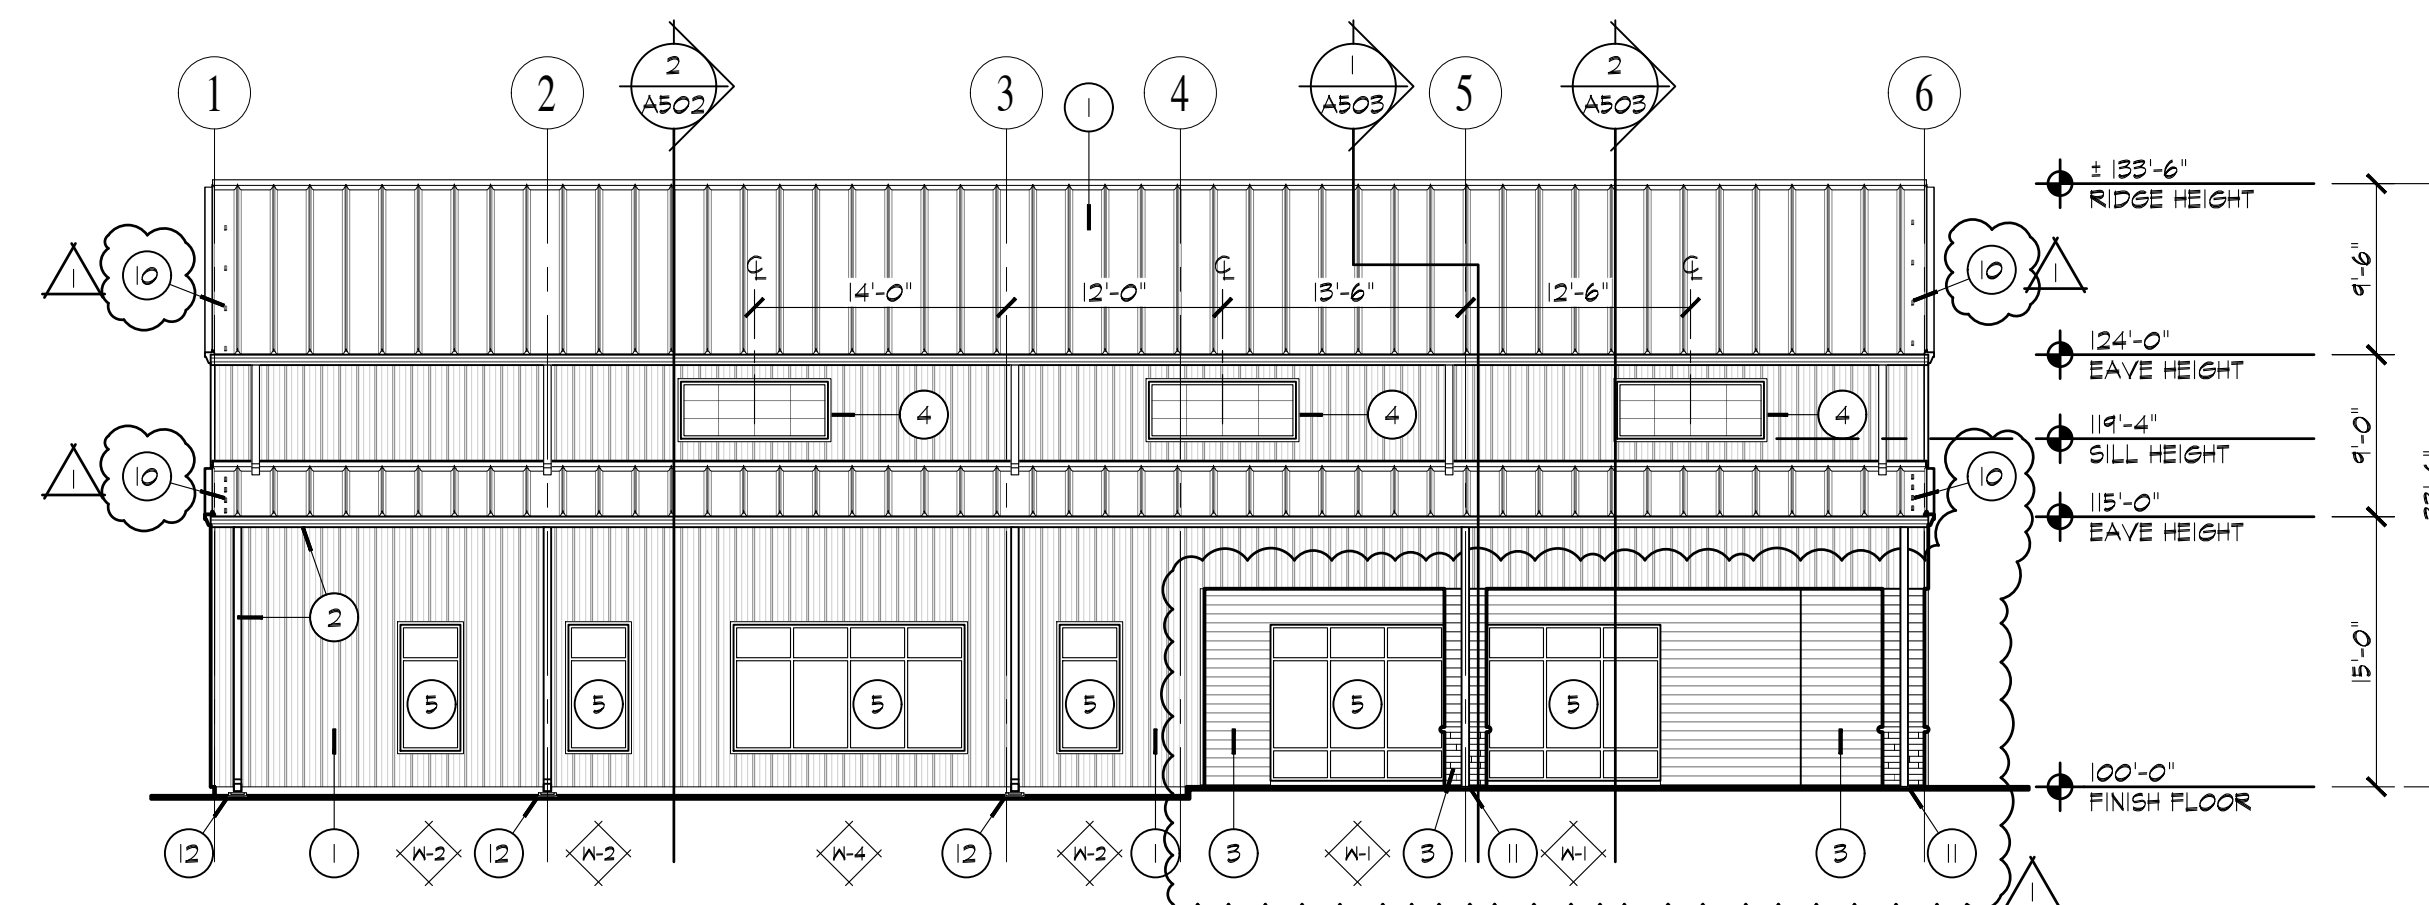 1 2 2 3 4 1 5 2 6
A502 1 A503 A503
± 133'-6"
RIDGE HEIGHT
1 10 10 1
℄ ℄ ℄
14'-0" 12'-0" 13'-6" 12'-6"
9'-6"
124'-0"
EAVE HEIGHT
4 4 4
119'-4"
SILL HEIGHT
9'-0"
1 10 10
115'-0"
EAVE HEIGHT
2
15'-0"
5 5 5 5 5 5
100'-0"
FINISH FLOOR
12 1 W-2 12 W-2 W-4 12 W-2 1 3 W-1 3 11 W-1 3 11
1